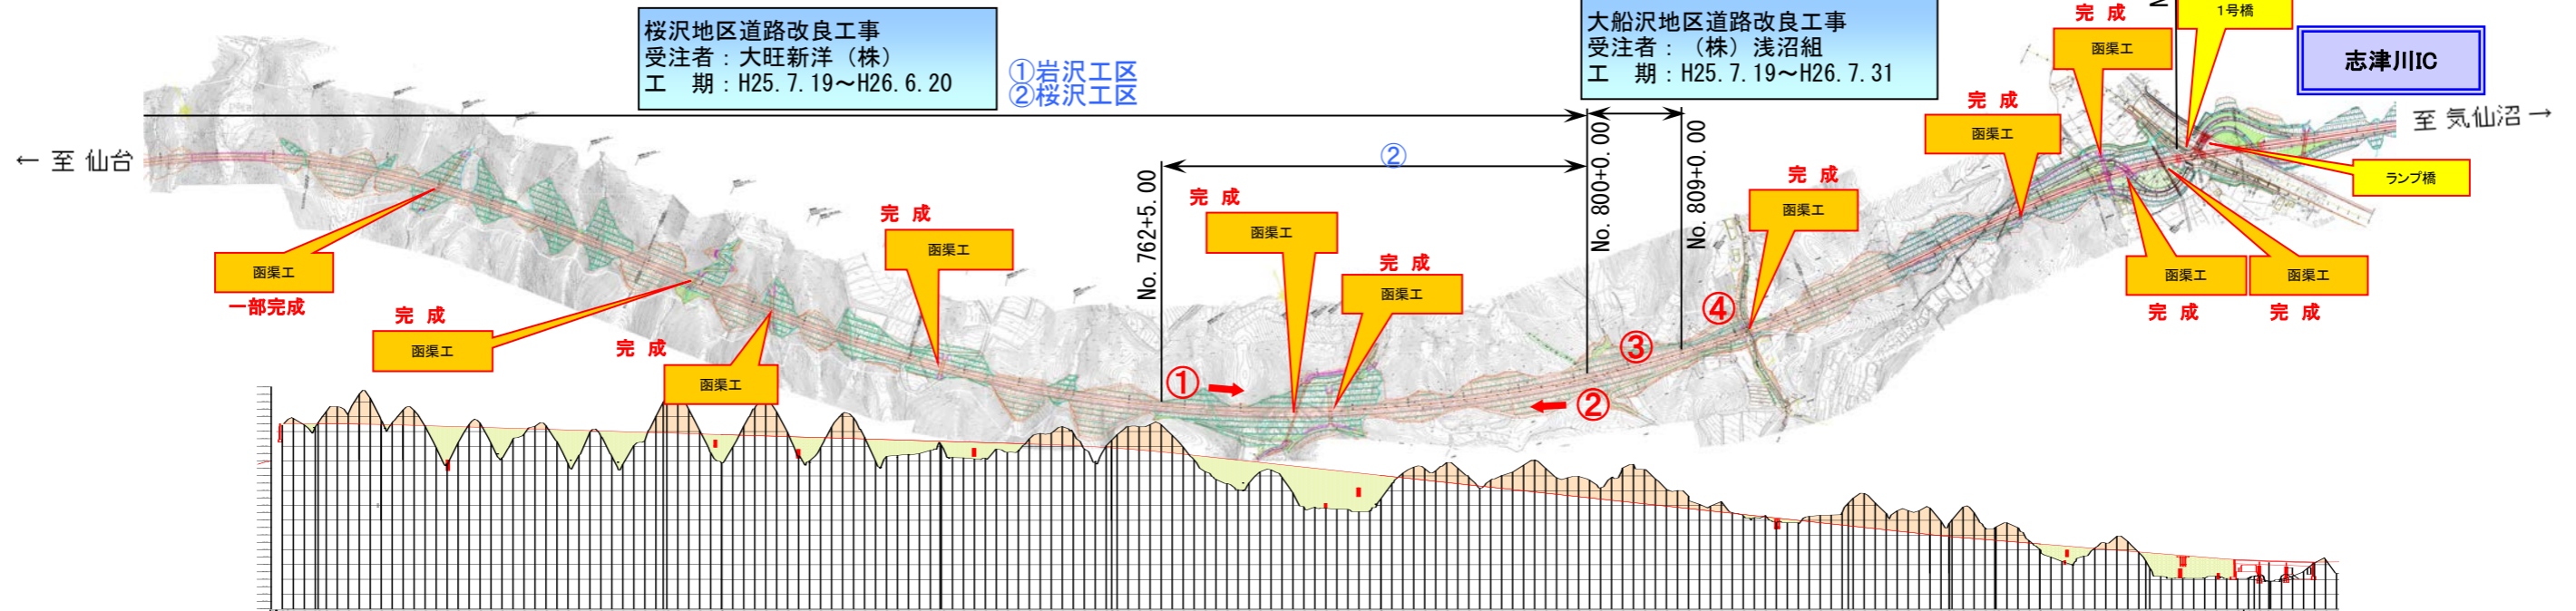 桜沢地区道路改良工事
受注者：大旺新洋（株）
工　期：H25.7.19～H26.6.20
①岩沢工区
②桜沢工区
大船沢地区道路改良工事
受注者：（株）浅沼組
工　期：H25.7.19～H26.7.31
1号橋
志津川IC
← 至 仙台
至 気仙沼 →
ランプ橋
②
No. 762+5. 00
No. 800+0. 00
No. 809+0. 00
函渠工
一部完成
完 成
函渠工
完 成
函渠工
完 成
函渠工
完 成
函渠工
完 成
函渠工
完 成
函渠工
完 成
函渠工
完 成
函渠工
函渠工
完 成
函渠工
完 成
①
②
③
④